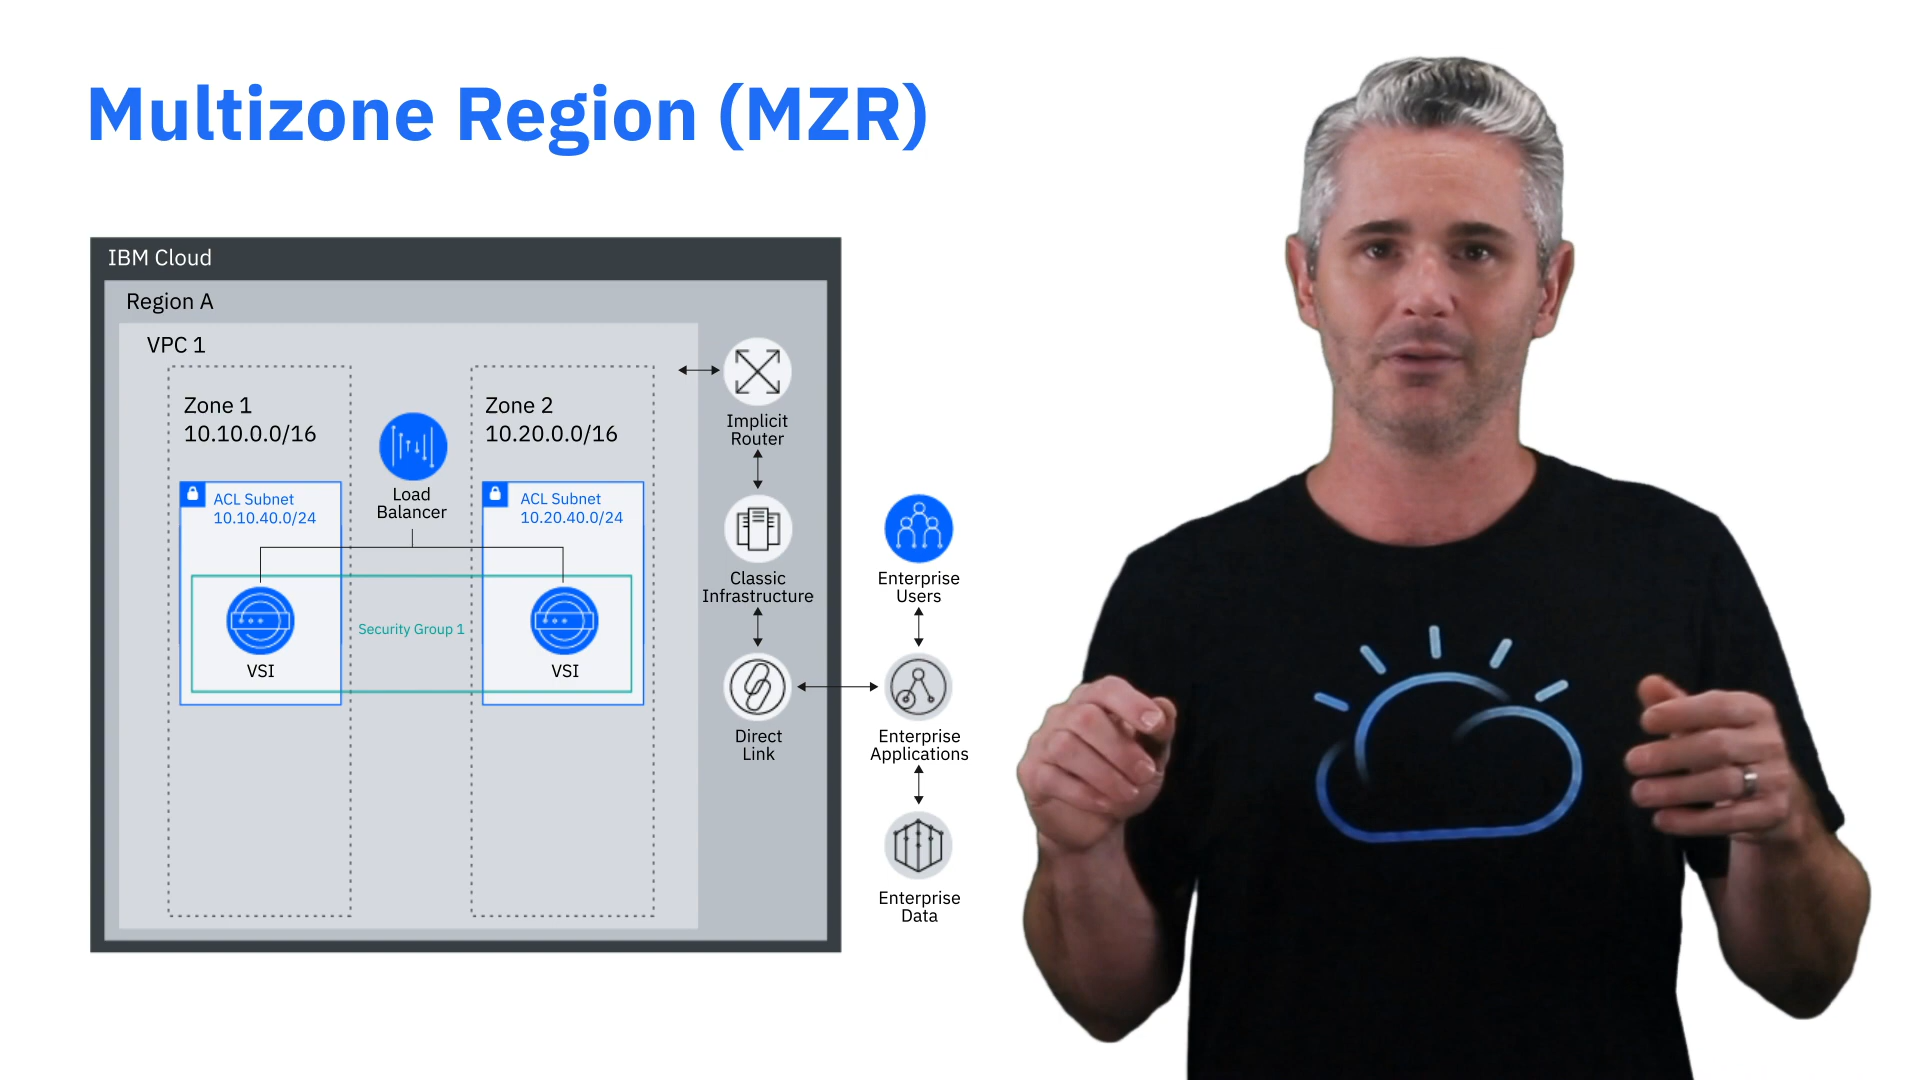 Multizone Region (MZR)
IBM Cloud
Region A
VPC 1
Zone 1
10.10.0.0/16
Load
Balancer
Zone 2
10.20.0.0/16
ACL Subnet
10.10.40.0/24
ACL Subnet
10.20.40.0/24
Security Group 1
VSI
VSI
Implicit
Router
Classic
Infrastructure
Direct
Link
Enterprise
Users
Enterprise
Applications
Enterprise
Data